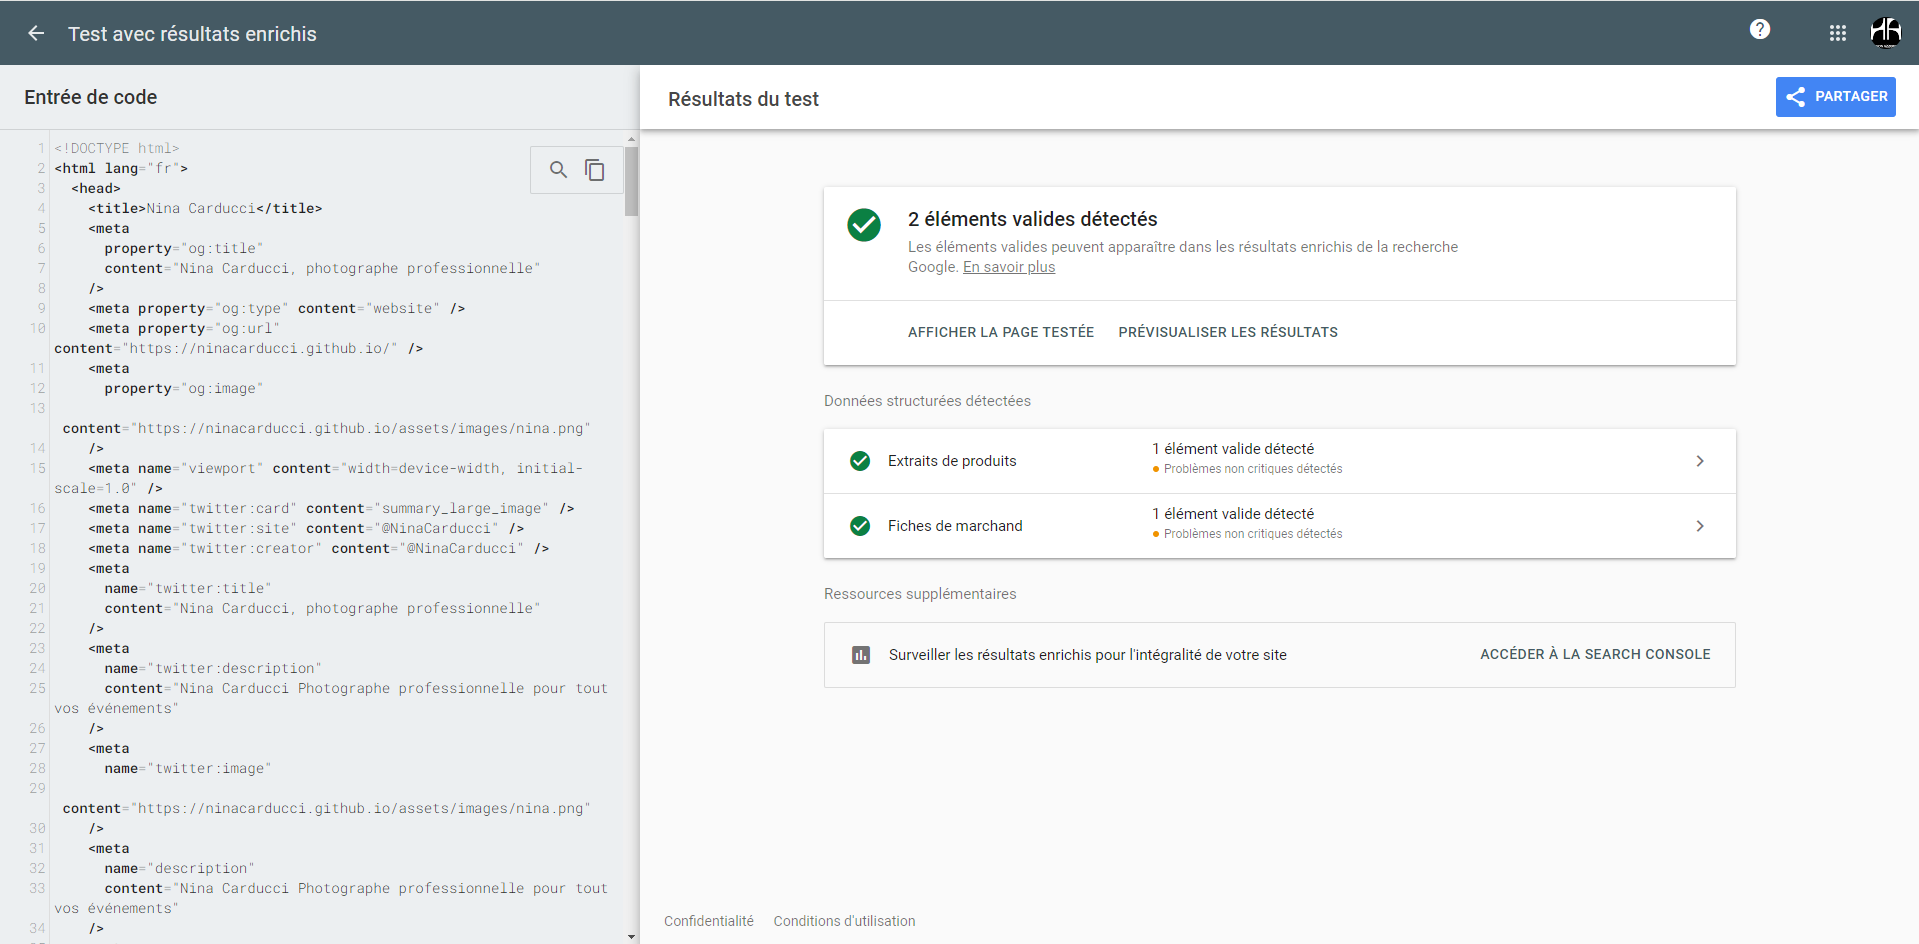 Test avec résultats enrichis
Entrée de code
1 <!DOCTYPE html>
2 <html lang="fr">
3 <head>
4 <title>Nina Carducci</title>
5 <meta
6 property="og:title"
7 content="Nina Carducci, photographe professionnelle"
8 />
9 <meta property="og:type" content="website" />
10 <meta property="og:url"
content="https://ninacarducci.github.io/" />
11 <meta
12 property="og:image"
13
content="https://ninacarducci.github.io/assets/images/nina.png"
14 />
15 <meta name="viewport" content="width=device-width, initial-
scale=1.0" />
16 <meta name="twitter:card" content="summary_large_image" />
17 <meta name="twitter:site" content="@NinaCarducci" />
18 <meta name="twitter:creator" content="@NinaCarducci" />
19 <meta
20 name="twitter:title"
21 content="Nina Carducci, photographe professionnelle"
22 />
23 <meta
24 name="twitter:description"
25 content="Nina Carducci Photographe professionnelle pour tout
vos événements"
26 />
27 <meta
28 name="twitter:image"
29
content="https://ninacarducci.github.io/assets/images/nina.png"
30 />
31 <meta
32 name="description"
33 content="Nina Carducci Photographe professionnelle pour tout
vos événements"
34 />
Résultats du test
PARTAGER
2 éléments valides détectés
Les éléments valides peuvent apparaître dans les résultats enrichis de la recherche
Google. En savoir plus
AFFICHER LA PAGE TESTÉE PRÉVISUALISER LES RÉSULTATS
Données structurées détectées
Extraits de produits
1 élément valide détecté
Problèmes non critiques détectés
Fiches de marchand
1 élément valide détecté
Problèmes non critiques détectés
Ressources supplémentaires
Surveiller les résultats enrichis pour l'intégralité de votre site
ACCÉDER À LA SEARCH CONSOLE
Confidentialité Conditions d'utilisation